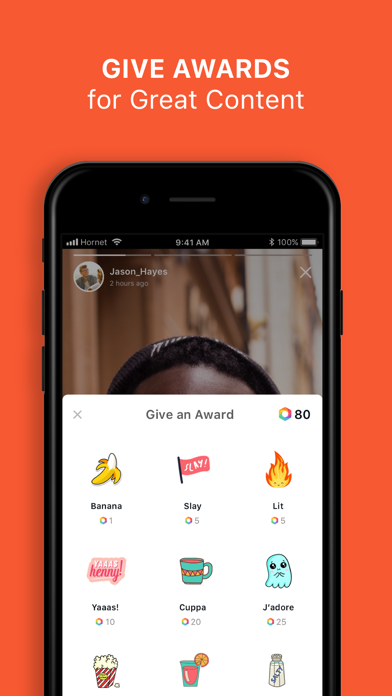 GIVE AWARDS
for Great Content
Hornet
9:41 AM
100%
Jason_Hayes
2 hours ago
Give an Award
80
SLAY!
Banana
Slay
Lit
1
5
5
YAAAS
henny!
Yaaas!
Cuppa
J'adore
10
20
25